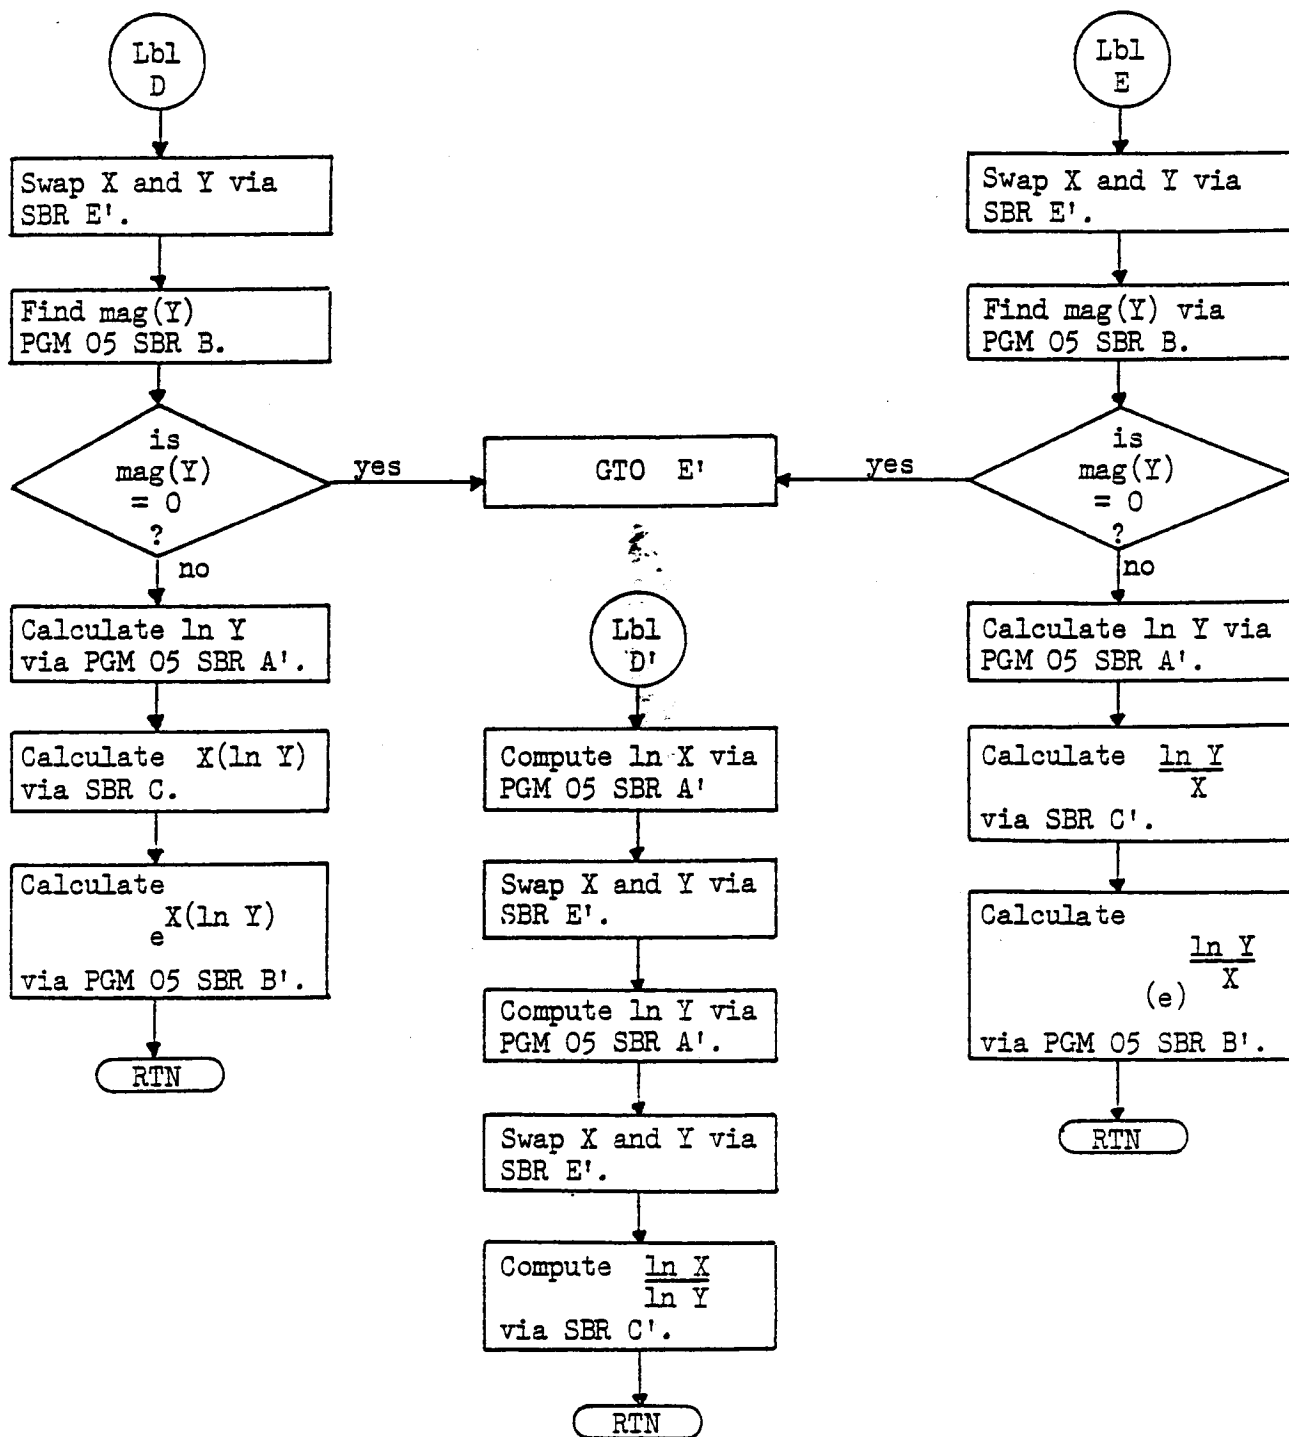 Lbl
D
Swap X and Y via
SBR E'.
Find mag(Y)
PGM 05 SBR B.
is
mag(Y)
= 0
?
yes
no
Calculate ln Y
via PGM 05 SBR A'.
Calculate X(ln Y)
via SBR C.
Calculate
e^X(ln Y)
via PGM 05 SBR B'.
RTN
GTO E'
Lbl
D'
Compute ln X via
PGM 05 SBR A'
Swap X and Y via
SBR E'.
Compute ln Y via
PGM 05 SBR A'.
Swap X and Y via
SBR E'.
Compute ln X
ln Y
via SBR C'.
RTN
Lbl
E
Swap X and Y via
SBR E'.
Find mag(Y) via
PGM 05 SBR B.
is
mag(Y)
= 0
?
yes
no
Calculate ln Y via
PGM 05 SBR A'.
Calculate ln Y
X
via SBR C'.
Calculate
ln Y
X
(e)
via PGM 05 SBR B'.
RTN